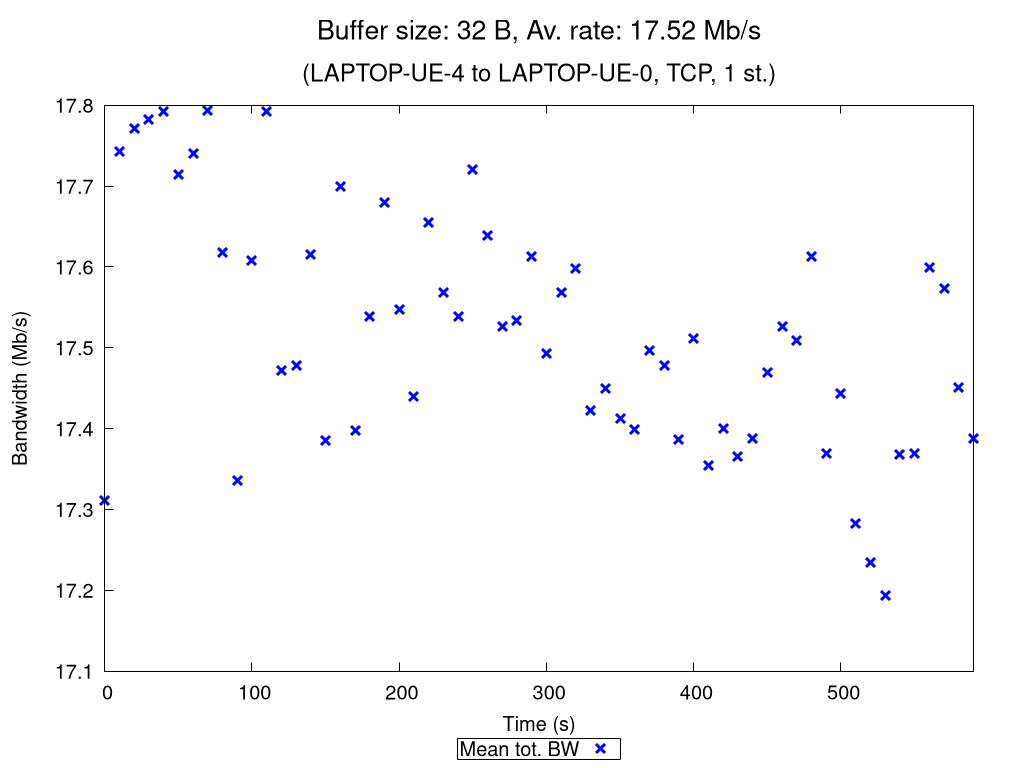 Buffer size: 32 B, Av. rate: 17.52 Mb/s
(LAPTOP-UE-4 to LAPTOP-UE-0, TCP, 1 st.)
17.8
17.7
17.6
17.5
17.4
17.3
17.2
17.1
Bandwidth (Mb/s)
0 100 200 300 400 500
Time (s)
Mean tot. BW